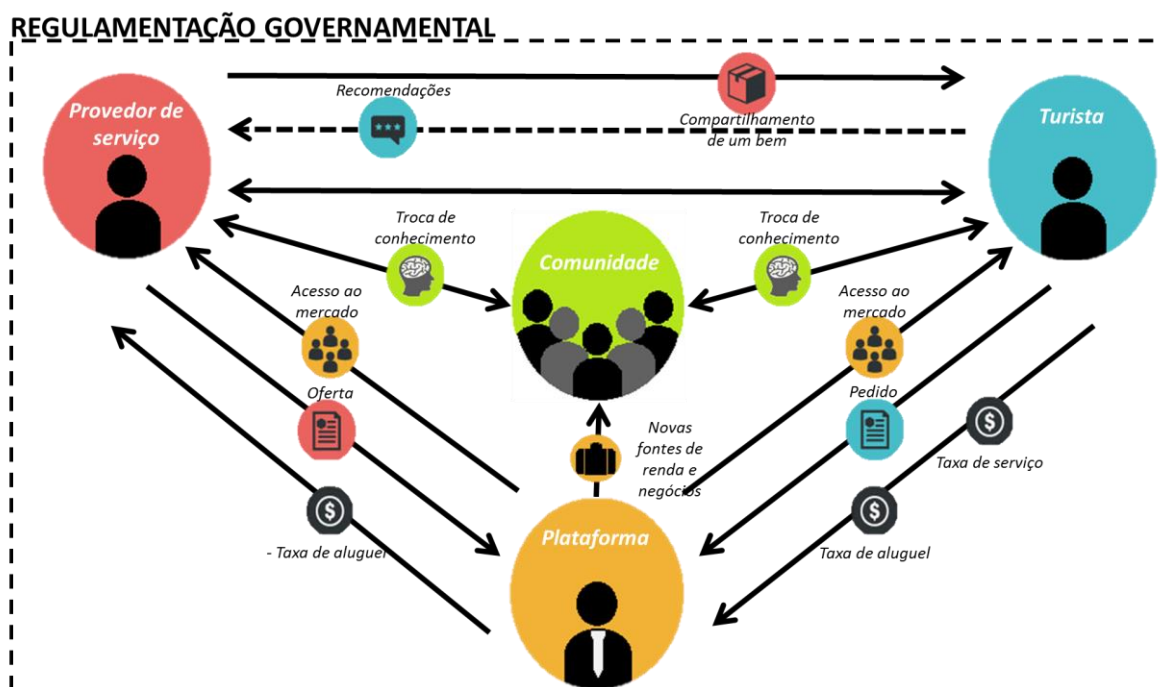 REGULAMENTAÇÃO GOVERNAMENTAL
Provedor de
serviço
Recomendações
Compartilhamento
de um bem
Turista
Troca de
conhecimento
Comunidade
Troca de
conhecimento
Acesso ao
mercado
Acesso ao
mercado
Oferta
Pedido
Novas
fontes de
renda e
negócios
Taxa de serviço
- Taxa de aluguel
Plataforma
Taxa de aluguel